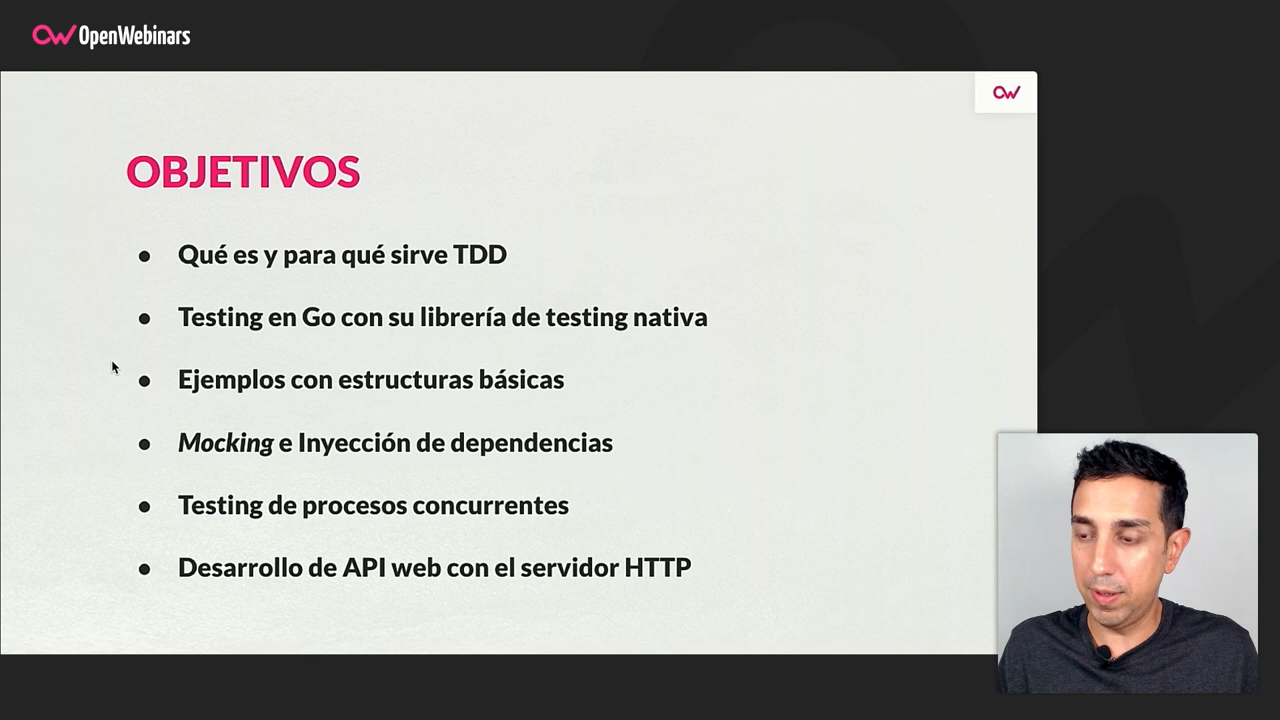 OpenWebinars
OBJETIVOS
● Qué es y para qué sirve TDD
● Testing en Go con su librería de testing nativa
● Ejemplos con estructuras básicas
● Mocking e Inyección de dependencias
● Testing de procesos concurrentes
● Desarrollo de API web con el servidor HTTP